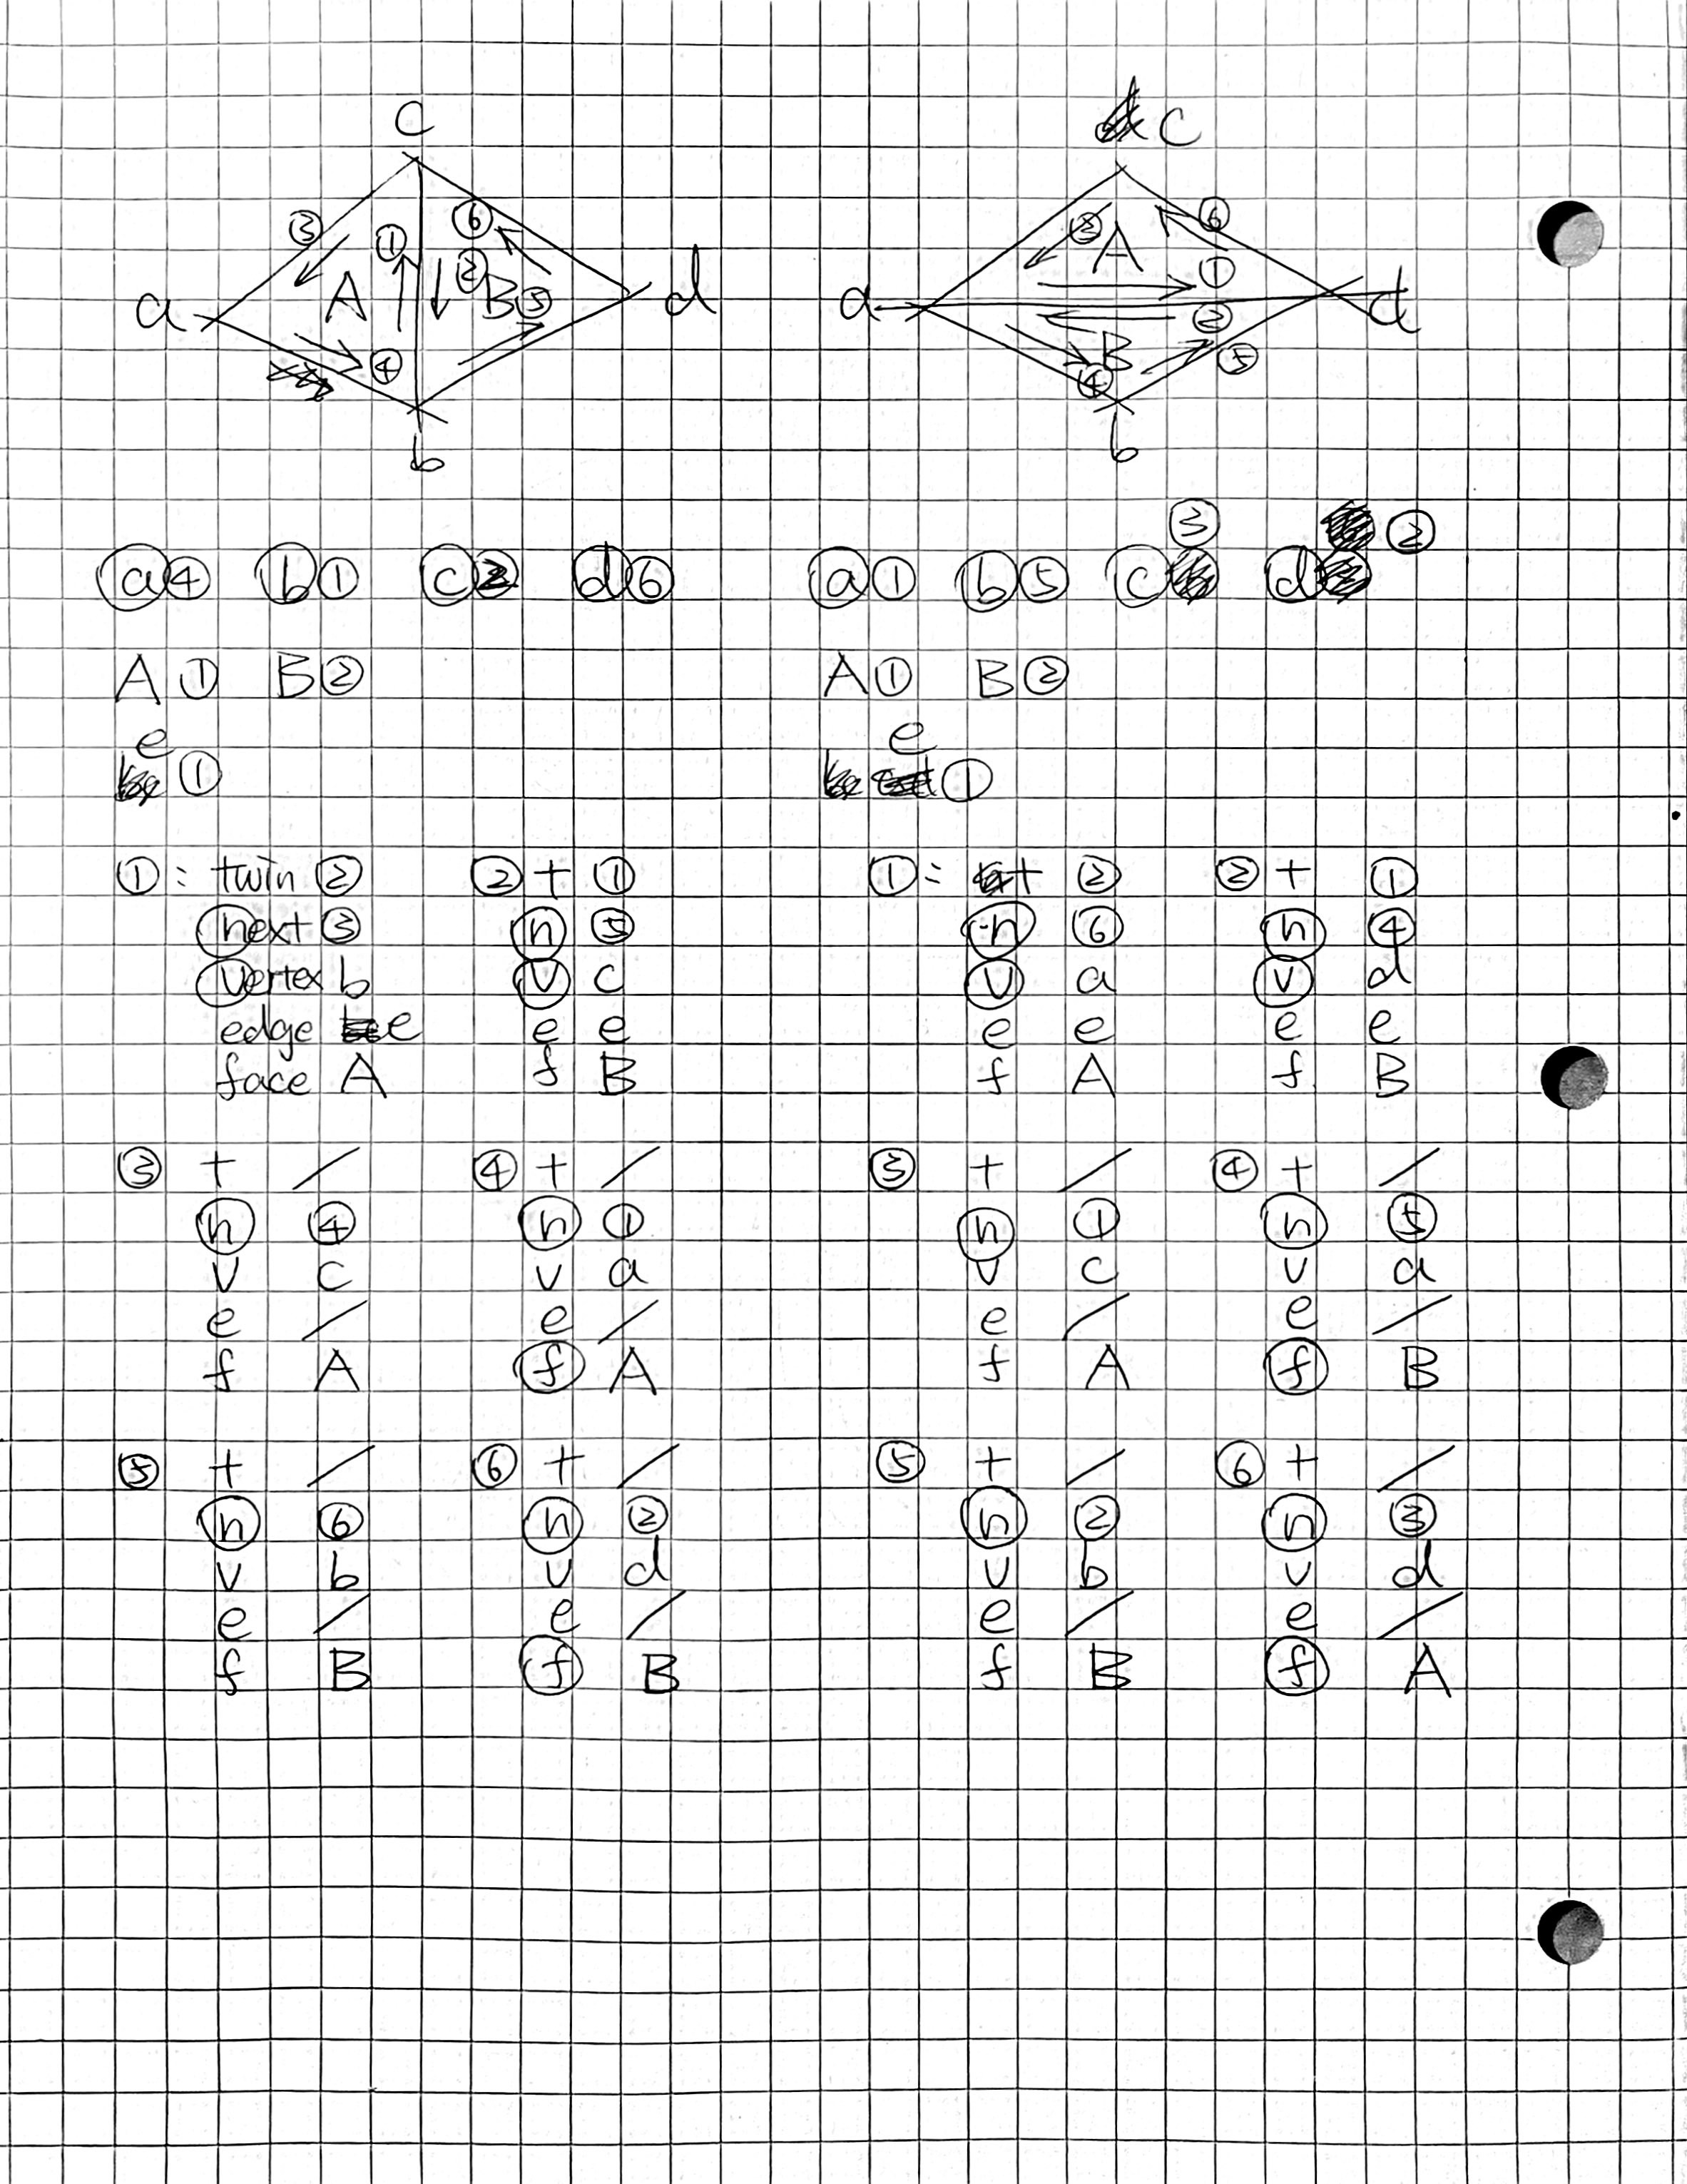 c c
③ ① ⑥ ② ③ A ⑥ ①
a A B ⑤ d a ② d
④ B ④ ⑤
b b
③ ②
ⓐ④ ⓑ① ⓒ② ⓓ⑥ ⓐ① ⓑ⑤ ⓒ ⓓ
A① B② A① B②
e e
① ①
①: twin ② ② t ① ①: t ② ② t ①
next ③ n ⑤ n ⑥ n ④
vertex b v c v a v d
edge e e e e e e e
face A f B f A f B
③ t / ④ t / ③ t / ④ t /
n ④ n ① n ① n ⑤
v c v a v c v a
e / e / e / e /
f A f A f A f B
⑤ t / ⑥ t / ⑤ t / ⑥ t /
n ⑥ n ② n ② n ③
v b v d v b v d
e / e / e / e /
f B f B f B f A